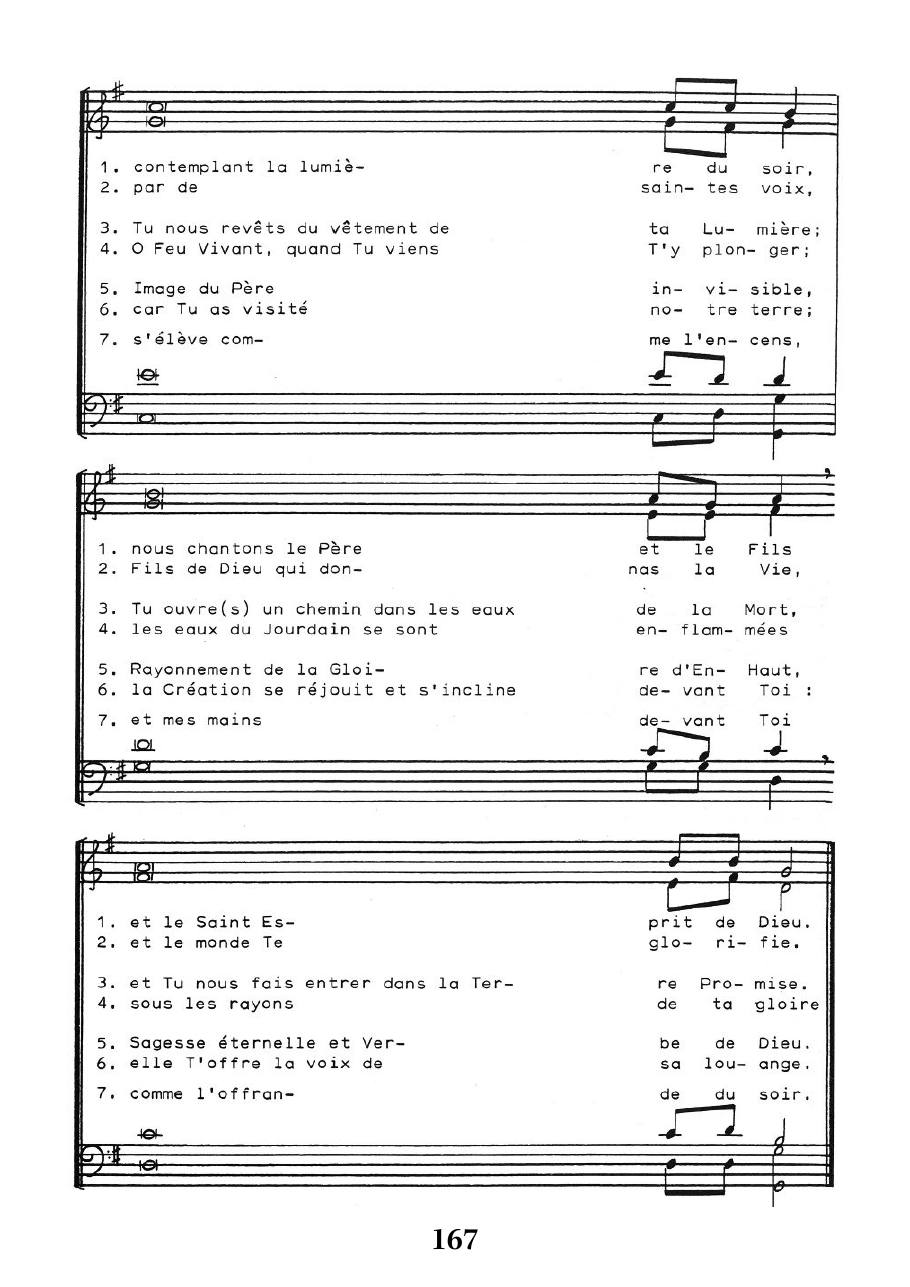 1. contemplant la lumiè- re du soir,
2. par de sain- tes voix,
3. Tu nous revêts du vêtement de ta Lu- mière;
4. O Feu Vivant, quand Tu viens T'y plon- ger;
5. Image du Père in- vi- sible,
6. car Tu as visité no- tre terre;
7. s'élève com- me l'en- cens,
1. nous chantons le Père et le Fils
2. Fils de Dieu qui don- nas la Vie,
3. Tu ouvre(s) un chemin dans les eaux de la Mort,
4. les eaux du Jourdain se sont en- flam- mées
5. Rayonnement de la Gloi- re d'En- Haut,
6. la Création se réjouit et s'incline de- vant Toi :
7. et mes mains de- vant Toi
1. et le Saint Es- prit de Dieu.
2. et le monde Te glo- ri- fie.
3. et Tu nous fais entrer dans la Ter- re Pro- mise.
4. sous les rayons de ta gloire
5. Sagesse éternelle et Ver- be de Dieu.
6. elle T'offre la voix de sa lou- ange.
7. comme l'offran- de du soir.
167